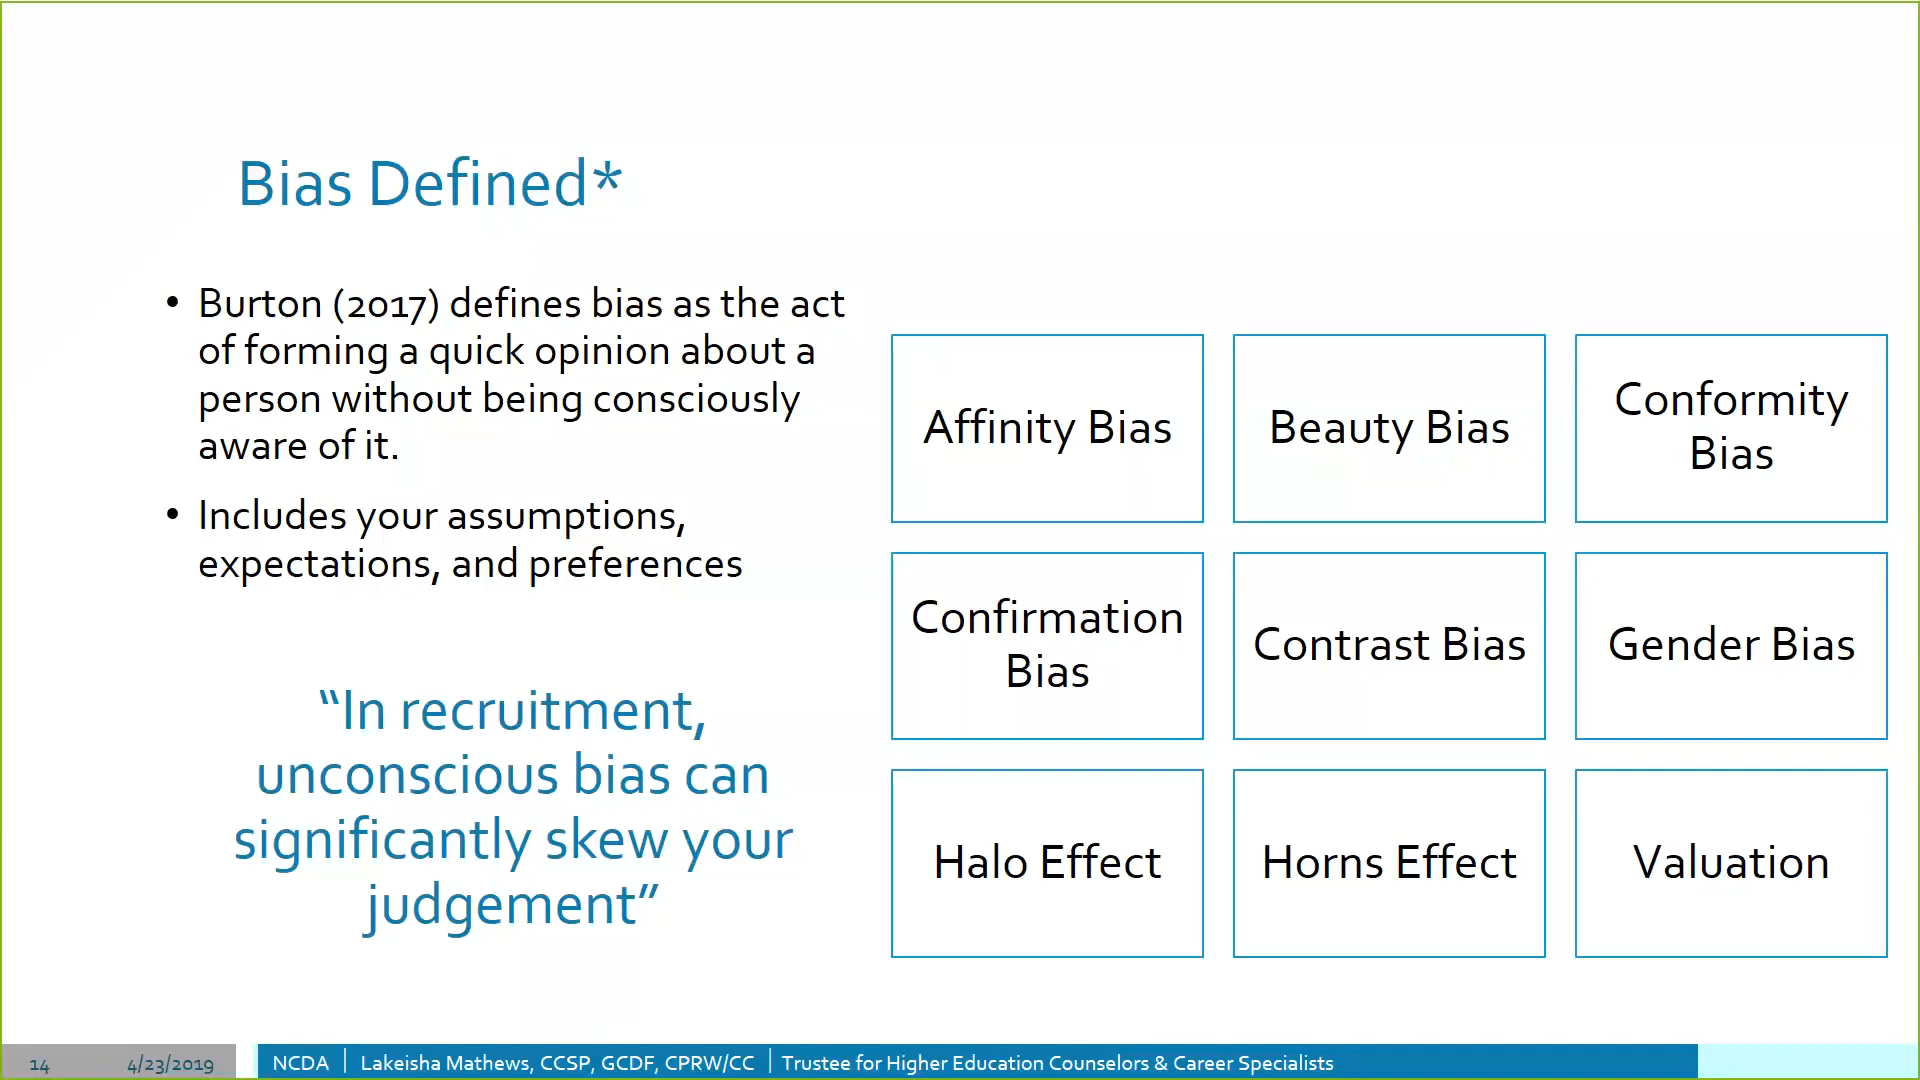 Bias Defined*
• Burton (2017) defines bias as the act
of forming a quick opinion about a
person without being consciously
aware of it.
• Includes your assumptions,
expectations, and preferences
“In recruitment,
unconscious bias can
significantly skew your
judgement”
Affinity Bias
Beauty Bias
Conformity
Bias
Confirmation
Bias
Contrast Bias
Gender Bias
Halo Effect
Horns Effect
Valuation
14 4/23/2019 NCDA | Lakeisha Mathews, CCSP, GCDF, CPRW/CC | Trustee for Higher Education Counselors & Career Specialists